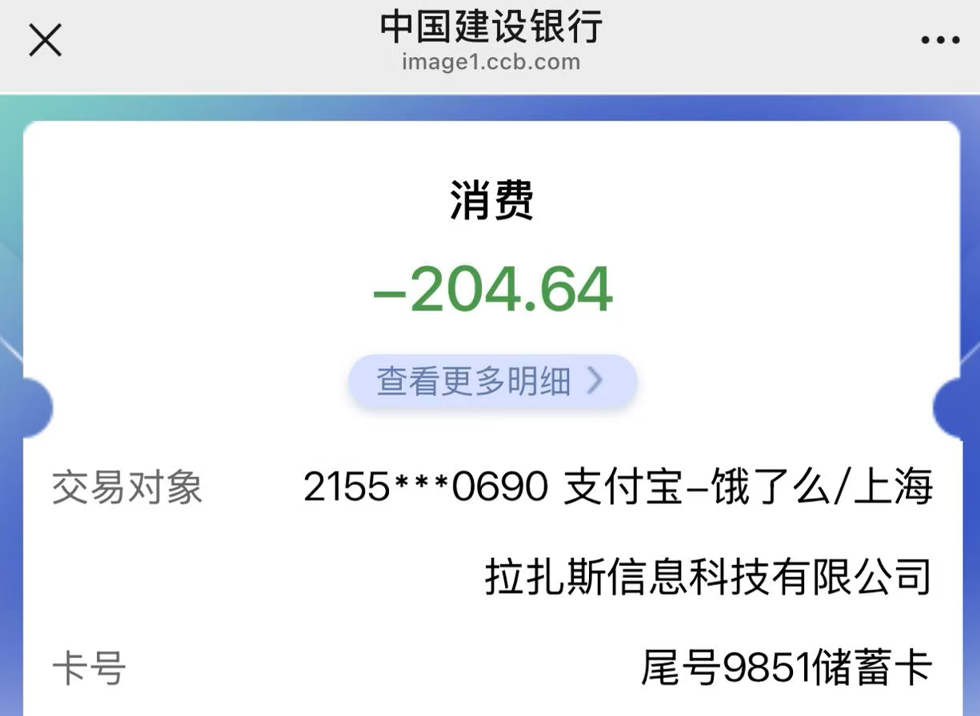 中国建设银行
image1.ccb.com
消费
-204.64
查看更多明细
交易对象 2155***0690 支付宝-饿了么/上海
拉扎斯信息科技有限公司
卡号 尾号9851储蓄卡